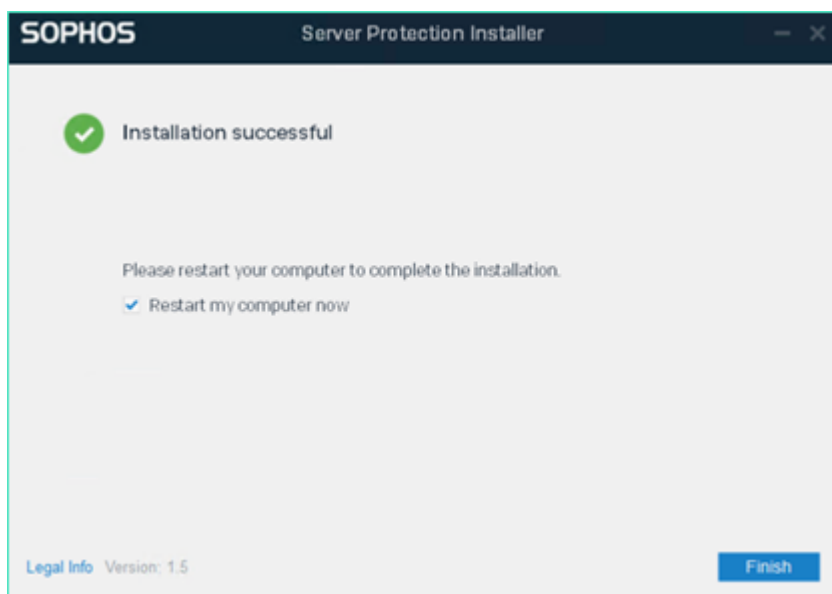 SOPHOS Server Protection Installer
Installation successful
Please restart your computer to complete the installation.
Restart my computer now
Legal Info Version: 1.5 Finish